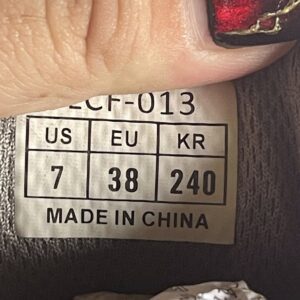 CF-013
US EU KR
7 38 240
MADE IN CHINA